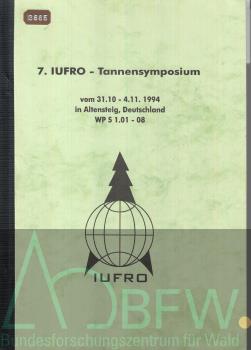 7. IUFRO - Tannensymposium
vom 31.10 - 4.11. 1994
in Altensteig, Deutschland
WP S 1.01 - 08
IUFRO
BFW.
Bundesforschungszentrum für Wald